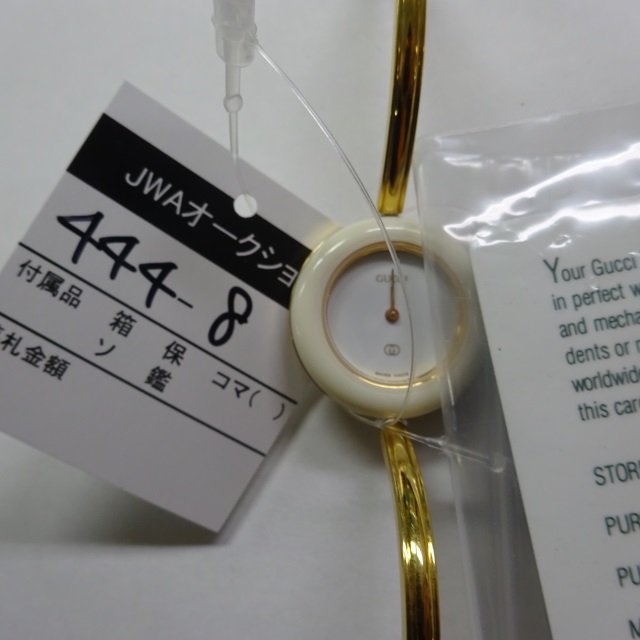 JWAオークショ
444-8
付属品 箱 保 コマ( )
ソ 鑑
札金額
GUCCI
Your Gucci
in perfect w
and mecha
dents or
worldwide
this car
STOR
PUR
PU